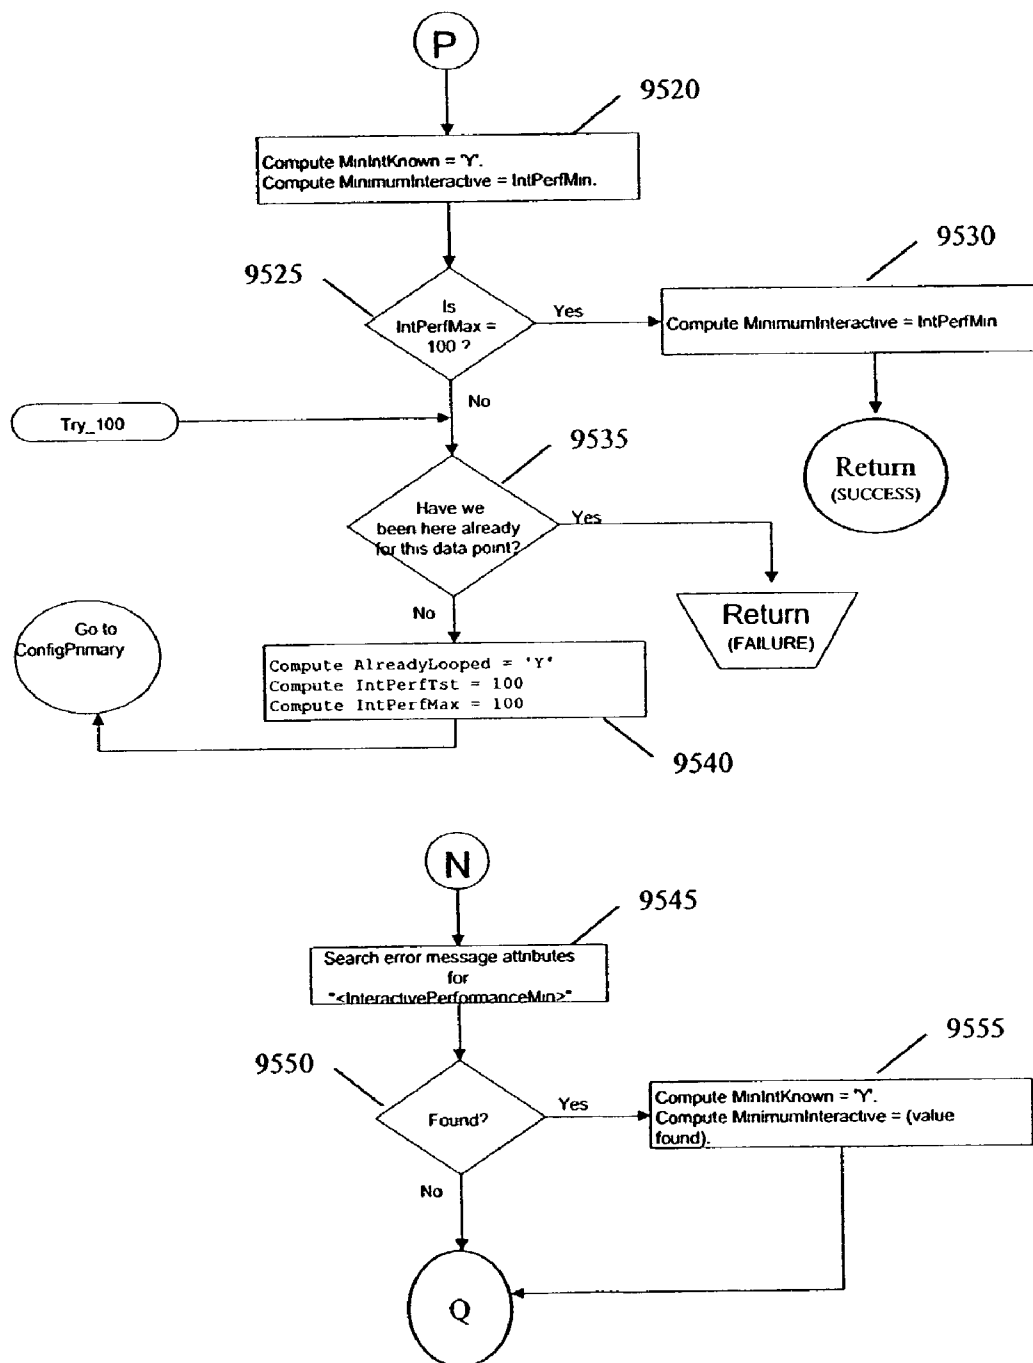 P
9520
Compute MinIntKnown = 'Y'.
Compute MinimumInteractive = IntPerfMin.
9530
9525
Is
IntPerfMax =
100 ?
Yes
Compute MinimumInteractive = IntPerfMin
No
Try_100
9535
Return
(SUCCESS)
Have we
been here already
for this data point?
Yes
No
Return
(FAILURE)
Go to
ConfigPrimary
Compute AlreadyLooped = 'Y'
Compute IntPerfTst = 100
Compute IntPerfMax = 100
9540
N
9545
Search error message attributes
for
"<InteractivePerformanceMin>"
9555
9550
Found?
Yes
Compute MinIntKnown = 'Y'.
Compute MinimumInteractive = (value
found).
No
Q